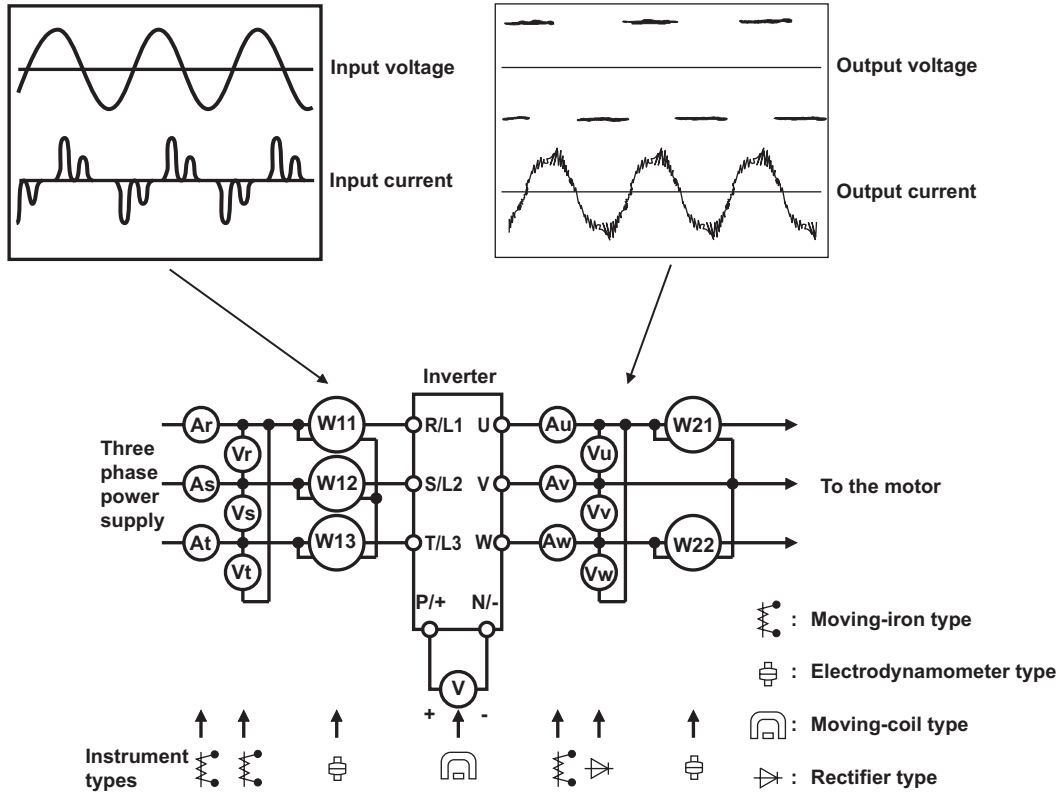 Input voltage
Input current
Output voltage
Output current
Inverter
Ar
Vr
As
Vs
At
Vt
W11
W12
W13
R/L1
S/L2
T/L3
U
V
W
P/+
N/-
Au
Vu
Av
Vv
Aw
Vw
W21
W22
Three
phase
power
supply
To the motor
V
+ -
Instrument
types
: Moving-iron type
: Electrodynamometer type
: Moving-coil type
: Rectifier type